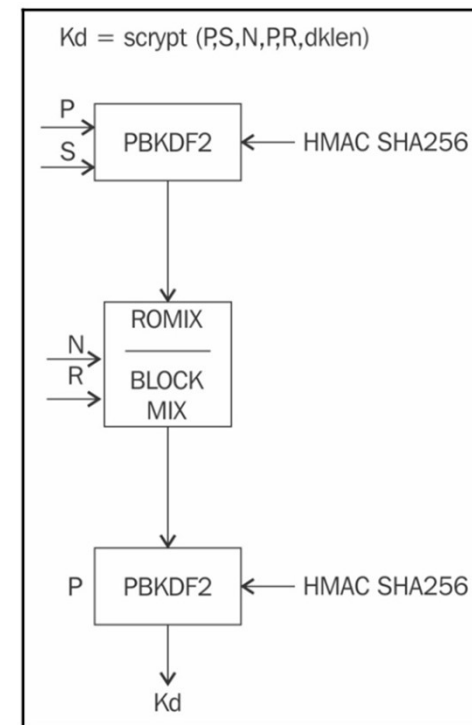 Kd = scrypt (P,S,N,P,R,dklen)
P
S
PBKDF2
HMAC SHA256
N
R
ROMIX
BLOCK
MIX
P
PBKDF2
HMAC SHA256
Kd